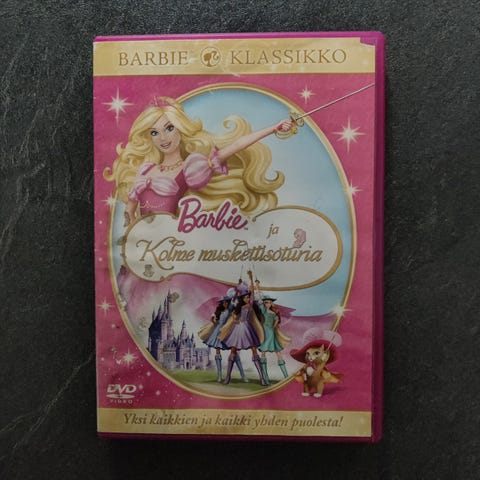 BARBIE KLASSIKKO
Barbie ja
Kolme muskettisoturia
DVD
VIDEO
Yksi kaikkien ja kaikki yhden puolesta!